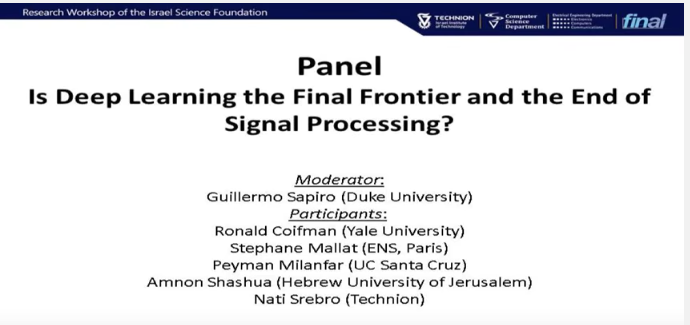 Research Workshop of the Israel Science Foundation
TECHNION
Israel Institute
of Technology
Computer
Science
Department
Electrical Engineering Department
Electronics
Computers
Communications
final
Panel
Is Deep Learning the Final Frontier and the End of
Signal Processing?
Moderator:
Guillermo Sapiro (Duke University)
Participants:
Ronald Coifman (Yale University)
Stephane Mallat (ENS, Paris)
Peyman Milanfar (UC Santa Cruz)
Amnon Shashua (Hebrew University of Jerusalem)
Nati Srebro (Technion)